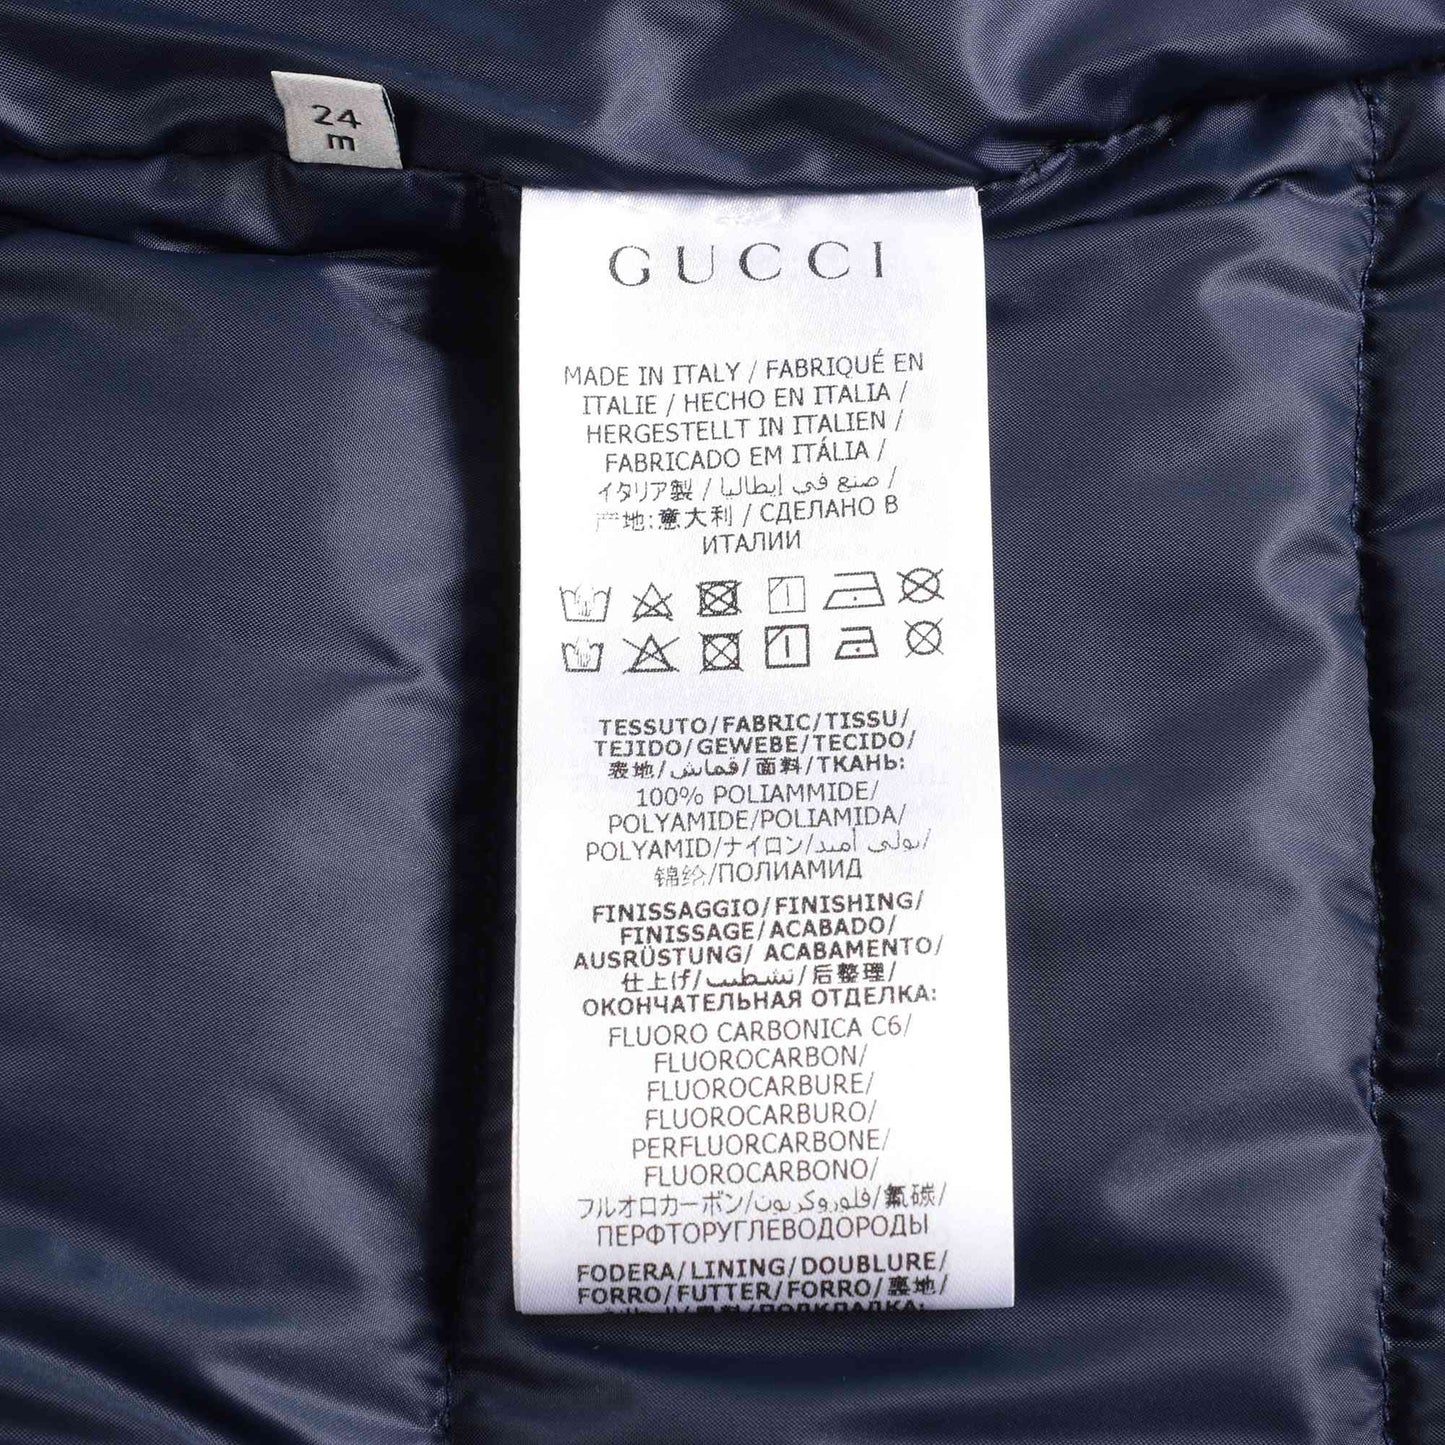 24
m
GUCCI
MADE IN ITALY / FABRIQUÉ EN
ITALIE / HECHO EN ITALIA /
HERGESTELLT IN ITALIEN /
FABRICADO EM ITÁLIA /
イタリア製 / صنع في إيطاليا /
产地:意大利 / СДЕЛАНО В
ИТАЛИИ
TESSUTO/FABRIC/TISSU/
TEJIDO/GEWEBE/TECIDO/
表地/قماش/面料/ТКАНЬ:
100% POLIAMMIDE/
POLYAMIDE/POLIAMIDA/
POLYAMID/ナイロン/بولي أميد/
锦纶/ПОЛИАМИД
FINISSAGGIO/FINISHING/
FINISSAGE/ACABADO/
AUSRÜSTUNG/ ACABAMENTO/
仕上げ/تشطيب/后整理/
ОКОНЧАТЕЛЬНАЯ ОТДЕЛКА:
FLUORO CARBONICA C6/
FLUOROCARBON/
FLUOROCARBURE/
FLUOROCARBURO/
PERFLUORCARBONE/
FLUOROCARBONO/
フルオロカーボン/فلوروكربون/氟碳/
ПЕРФТОРУГЛЕВОДОРОДЫ
FODERA/LINING/DOUBLURE/
FORRO/FUTTER/FORRO/裏地/
/ПОДКЛАДКА: